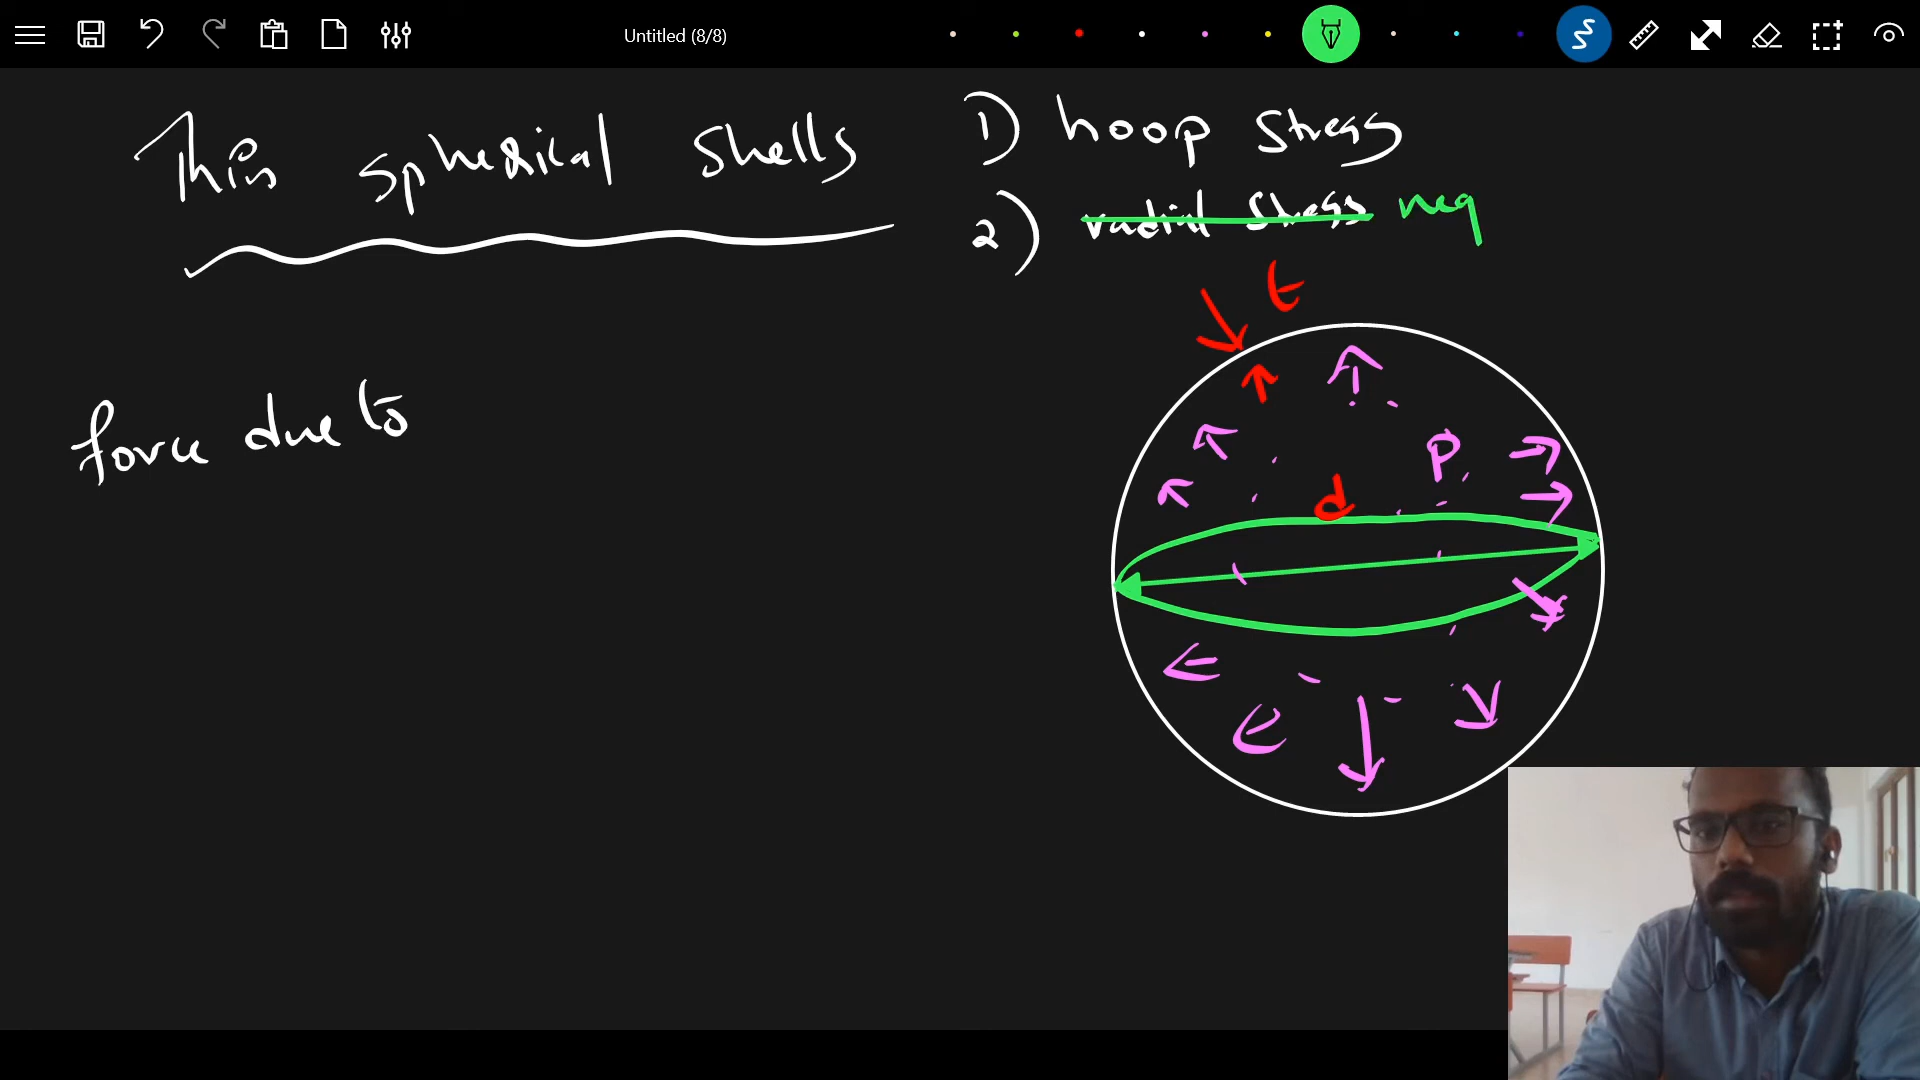 Untitled (8/8)
Thin spherical shells
1) hoop stress
2) radial stress neg
t
P
d
force due to